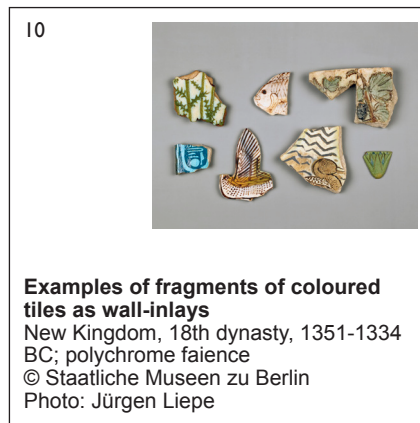 10
Examples of fragments of coloured
tiles as wall-inlays
New Kingdom, 18th dynasty, 1351-1334
BC; polychrome faience
© Staatliche Museen zu Berlin
Photo: Jürgen Liepe